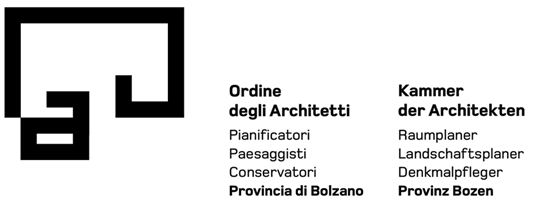 Ordine
degli Architetti
Pianificatori
Paesaggisti
Conservatori
Provincia di Bolzano
Kammer
der Architekten
Raumplaner
Landschaftsplaner
Denkmalpfleger
Provinz Bozen